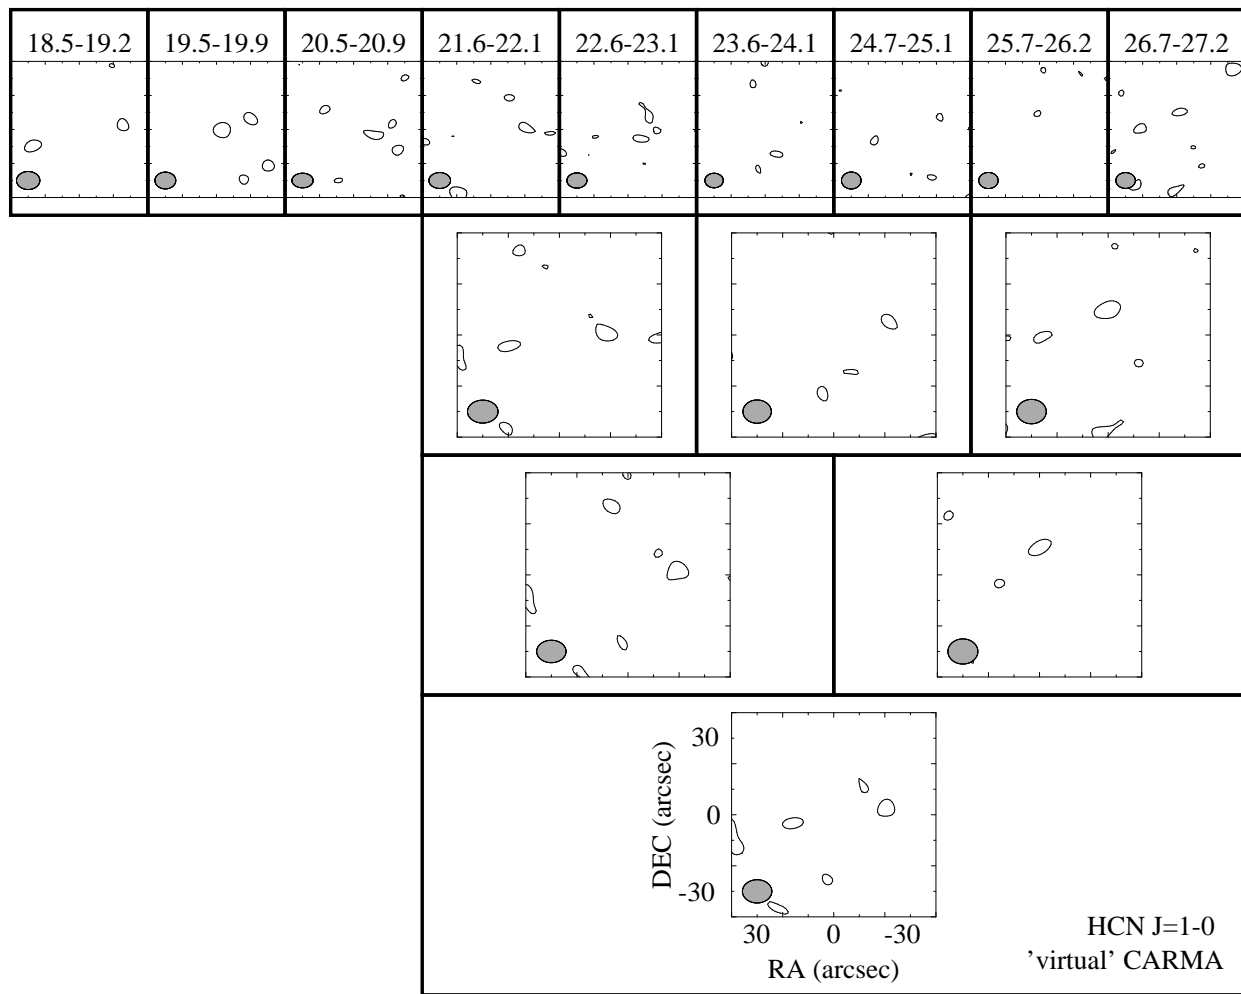 18.5-19.2 19.5-19.9 20.5-20.9 21.6-22.1 22.6-23.1 23.6-24.1 24.7-25.1 25.7-26.2 26.7-27.2
30
0
-30
DEC (arcsec)
30 0 -30
RA (arcsec)
HCN J=1-0
’virtual’ CARMA